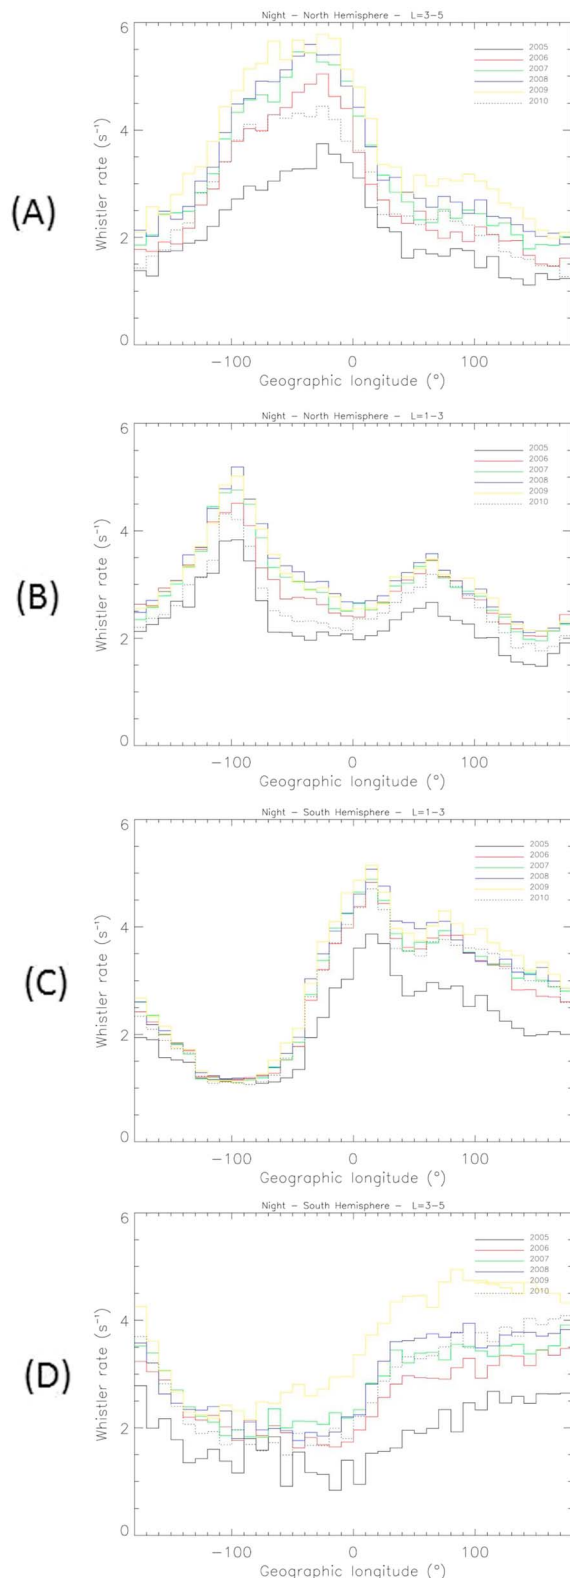 Night – North Hemisphere – L=3–5
6
4
2
0
Whistler rate (s⁻¹)
2005
2006
2007
2008
2009
2010
(A)
−100 0 100
Geographic longitude (°)
Night – North Hemisphere – L=1–3
6
4
2
0
Whistler rate (s⁻¹)
2005
2006
2007
2008
2009
2010
(B)
−100 0 100
Geographic longitude (°)
Night – South Hemisphere – L=1–3
6
4
2
0
Whistler rate (s⁻¹)
2005
2006
2007
2008
2009
2010
(C)
−100 0 100
Geographic longitude (°)
Night – South Hemisphere – L=3–5
6
4
2
0
Whistler rate (s⁻¹)
2005
2006
2007
2008
2009
2010
(D)
−100 0 100
Geographic longitude (°)